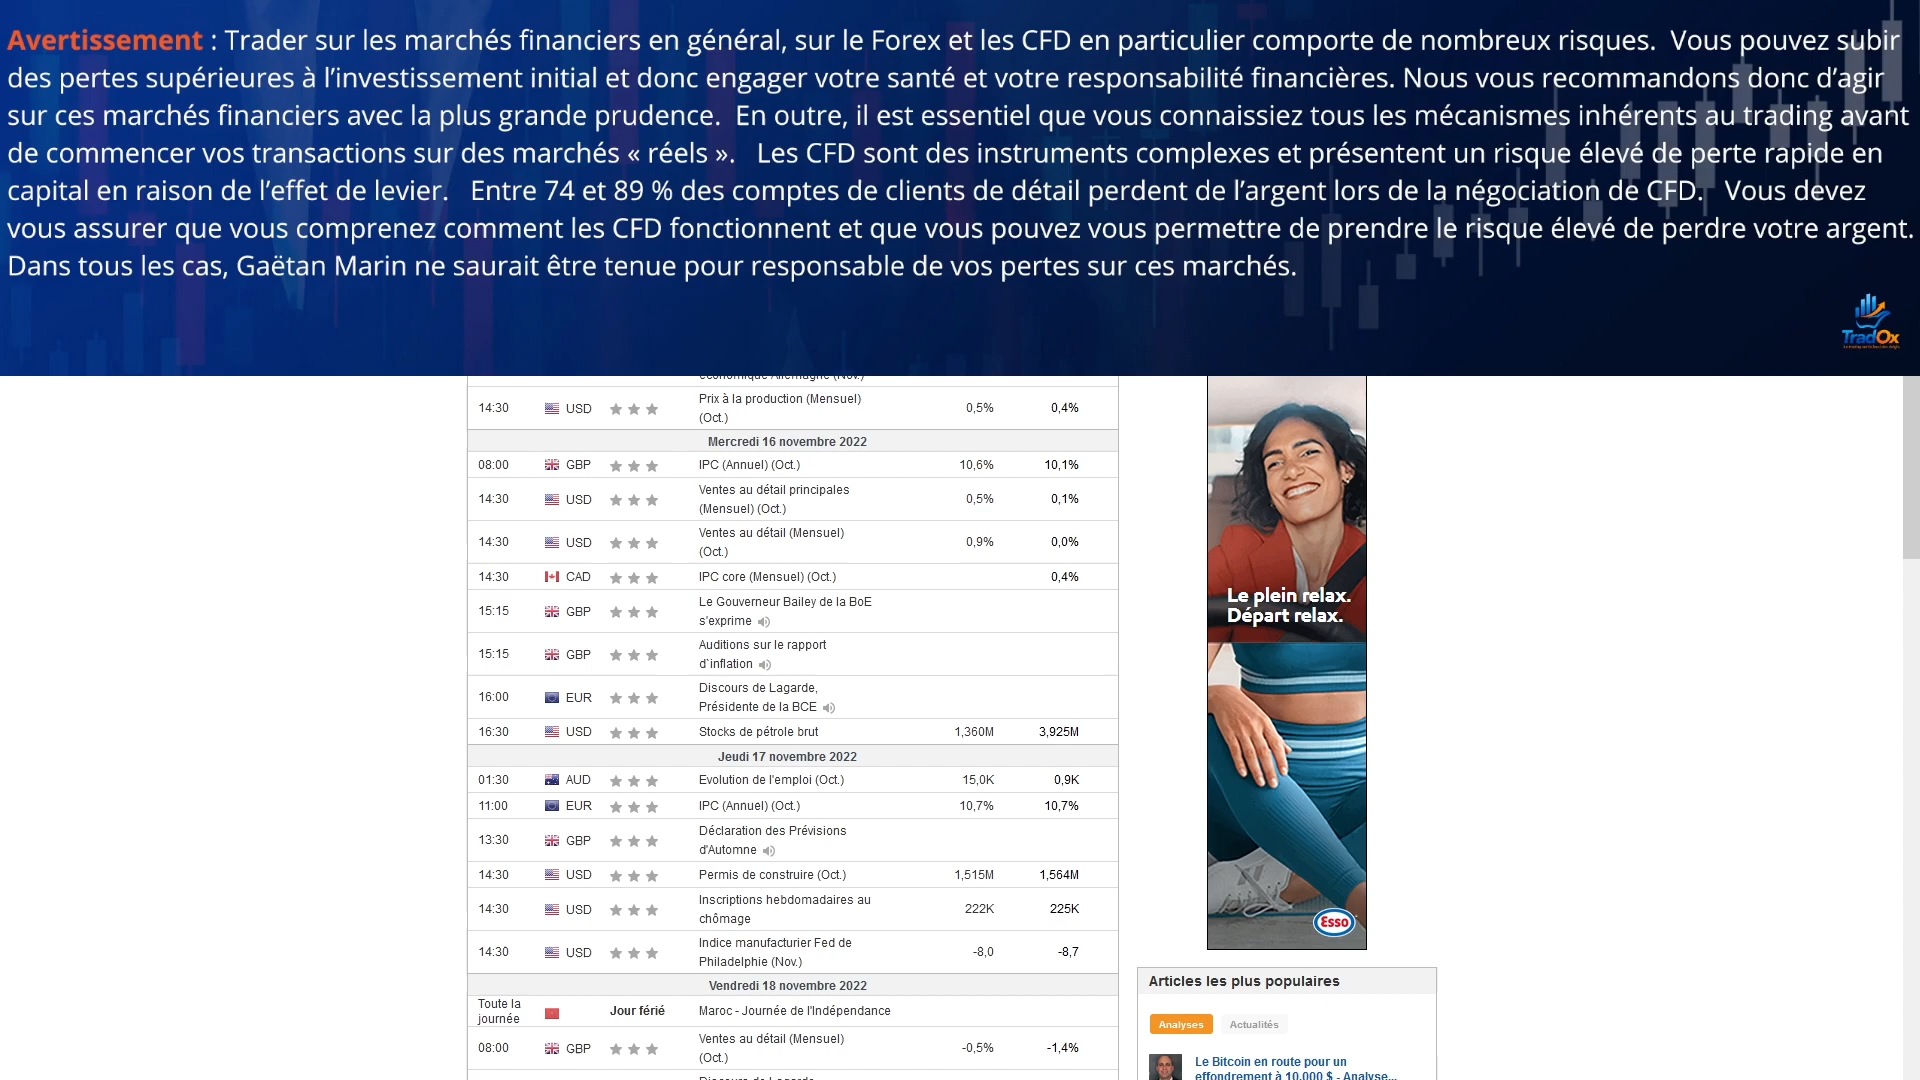 Avertissement : Trader sur les marchés financiers en général, sur le Forex et les CFD en particulier comporte de nombreux risques. Vous pouvez subir
des pertes supérieures à l’investissement initial et donc engager votre santé et votre responsabilité financières. Nous vous recommandons donc d’agir
sur ces marchés financiers avec la plus grande prudence. En outre, il est essentiel que vous connaissiez tous les mécanismes inhérents au trading avant
de commencer vos transactions sur des marchés « réels ». Les CFD sont des instruments complexes et présentent un risque élevé de perte rapide en
capital en raison de l’effet de levier. Entre 74 et 89 % des comptes de clients de détail perdent de l’argent lors de la négociation de CFD. Vous devez
vous assurer que vous comprenez comment les CFD fonctionnent et que vous pouvez vous permettre de prendre le risque élevé de perdre votre argent.
Dans tous les cas, Gaëtan Marin ne saurait être tenue pour responsable de vos pertes sur ces marchés.
TradOx
économique Allemagne (Nov.)
14:30 USD Prix à la production (Mensuel) 0,5% 0,4%
(Oct.)
Mercredi 16 novembre 2022
08:00 GBP IPC (Annuel) (Oct.) 10,6% 10,1%
14:30 USD Ventes au détail principales 0,5% 0,1%
(Mensuel) (Oct.)
14:30 USD Ventes au détail (Mensuel) 0,9% 0,0%
(Oct.)
14:30 CAD IPC core (Mensuel) (Oct.) 0,4%
15:15 GBP Le Gouverneur Bailey de la BoE
s'exprime
15:15 GBP Auditions sur le rapport
d`inflation
16:00 EUR Discours de Lagarde,
Présidente de la BCE
16:30 USD Stocks de pétrole brut 1,360M 3,925M
Jeudi 17 novembre 2022
01:30 AUD Evolution de l'emploi (Oct.) 15,0K 0,9K
11:00 EUR IPC (Annuel) (Oct.) 10,7% 10,7%
13:30 GBP Déclaration des Prévisions
d'Automne
14:30 USD Permis de construire (Oct.) 1,515M 1,564M
14:30 USD Inscriptions hebdomadaires au 222K 225K
chômage
14:30 USD Indice manufacturier Fed de -8,0 -8,7
Philadelphie (Nov.)
Vendredi 18 novembre 2022
Toute la
journée Jour férié Maroc - Journée de l'Indépendance
08:00 GBP Ventes au détail (Mensuel) -0,5% -1,4%
(Oct.)
Discours de Lagarde,
Le plein relax.
Départ relax.
Esso
Articles les plus populaires
Analyses Actualités
Le Bitcoin en route pour un
effondrement à 10.000 $ - Analyse...